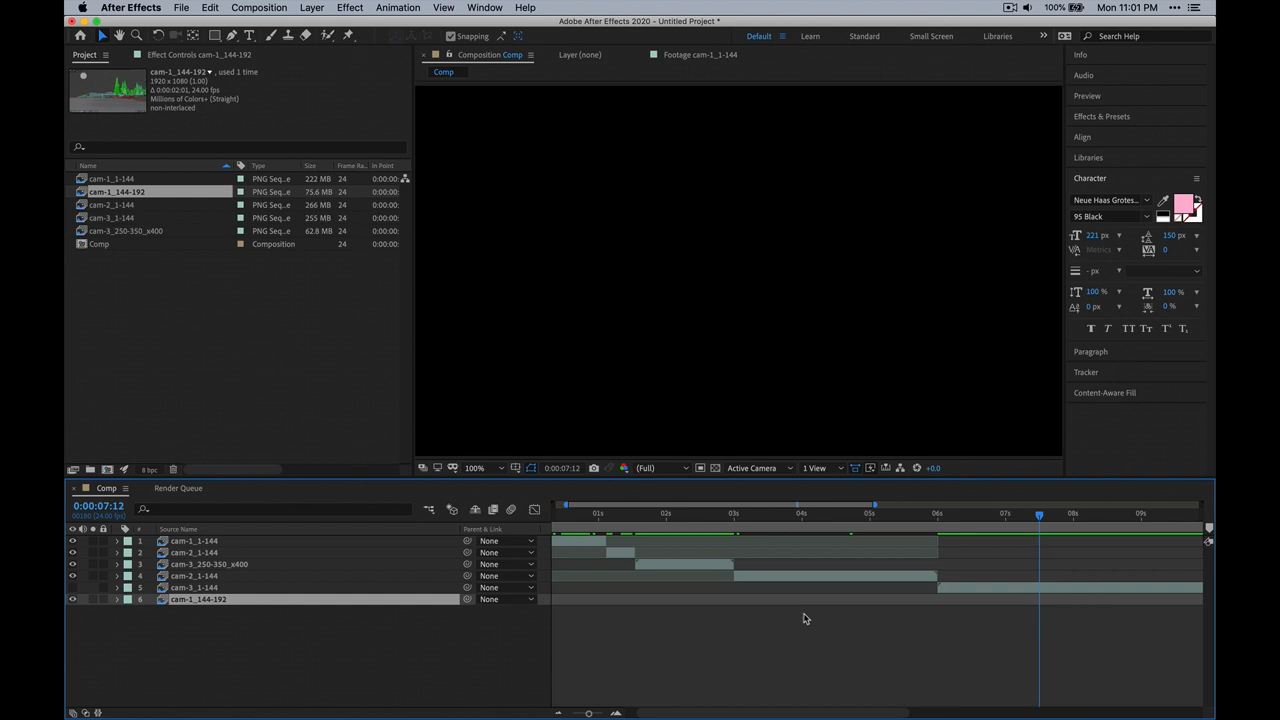 After Effects File Edit Composition Layer Effect Animation View Window Help 100% Mon 11:01 PM
Adobe After Effects 2020 - Untitled Project *
Snapping Default Learn Standard Small Screen Libraries Search Help
Project Effect Controls cam-1_144-192 Composition Comp Layer (none) Footage cam-1_1-144
Comp
cam-1_144-192 , used 1 time
1920 x 1080 (1.00)
Δ 0:00:02:01, 24.00 fps
Millions of Colors+ (Straight)
non-interlaced
Name Type Size Frame Ra... In Point
cam-1_1-144 PNG Seq...e 222 MB 24 0:00:00:
cam-1_144-192 PNG Seq...e 75.6 MB 24 0:00:00:
cam-2_1-144 PNG Seq...e 266 MB 24 0:00:00:
cam-3_1-144 PNG Seq...e 255 MB 24 0:00:00:
cam-3_250-350_x400 PNG Seq...e 62.8 MB 24 0:00:00:
Comp Composition 24 0:00:00:
8 bpc
100% 0:00:07:12 (Full) Active Camera 1 View +0.0
Info
Audio
Preview
Effects & Presets
Align
Libraries
Character
Neue Haas Grotes...
95 Black
221 px 150 px
Metrics 0
- px
100 % 100 %
0 px 0 %
T T TT Tт T¹ T₁
Paragraph
Tracker
Content-Aware Fill
Comp Render Queue
0:00:07:12
00180 (24.00 fps)
01s 02s 03s 04s 05s 06s 07s 08s 09s
# Source Name Parent & Link
1 cam-1_1-144 None
2 cam-2_1-144 None
3 cam-3_250-350_x400 None
4 cam-2_1-144 None
5 cam-3_1-144 None
6 cam-1_144-192 None